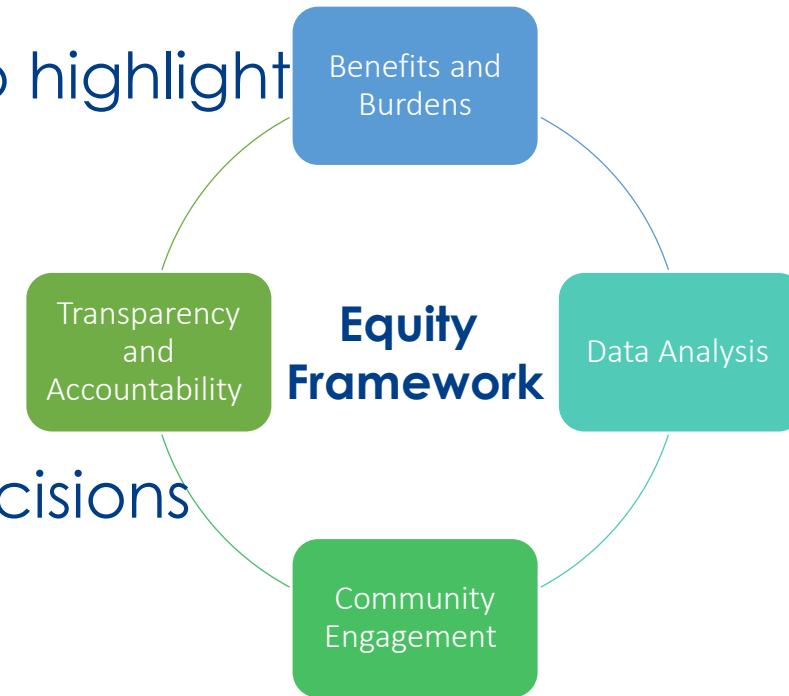 o highlight
Benefits and
Burdens
Transparency
and
Accountability
Equity
Framework
Data Analysis
cisions
Community
Engagement